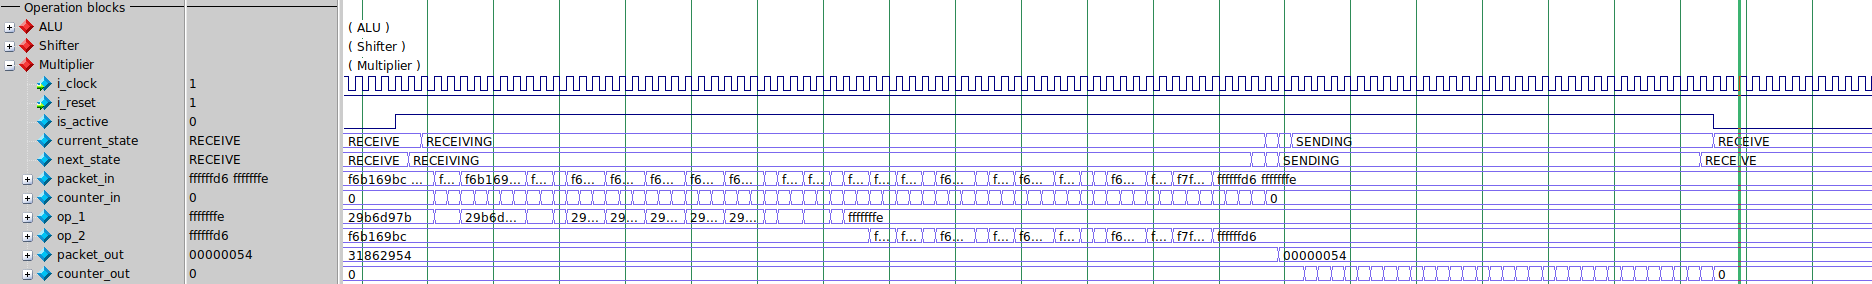 Operation blocks
ALU ( ALU )
Shifter ( Shifter )
Multiplier ( Multiplier )
i_clock 1
i_reset 1
is_active 0
current_state RECEIVE RECEIVE RECEIVING SENDING RECEIVE
next_state RECEIVE RECEIVE RECEIVING SENDING RECEIVE
packet_in ffffffd6 fffffffe f6b169bc ... f... f6b169... f... f6... f6... f6... f6... f6... f... f... f... f... f... f6... f... f6... f... f6... f... f7f... ffffffd6 fffffffe
counter_in 0 0 0
op_1 fffffffe 29b6d97b 29b6d... 29... 29... 29... 29... 29... fffffffe
op_2 ffffffd6 f6b169bc f... f... f6... f... f6... f... f6... f... f7f... ffffffd6
packet_out 00000054 31862954 00000054
counter_out 0 0 0